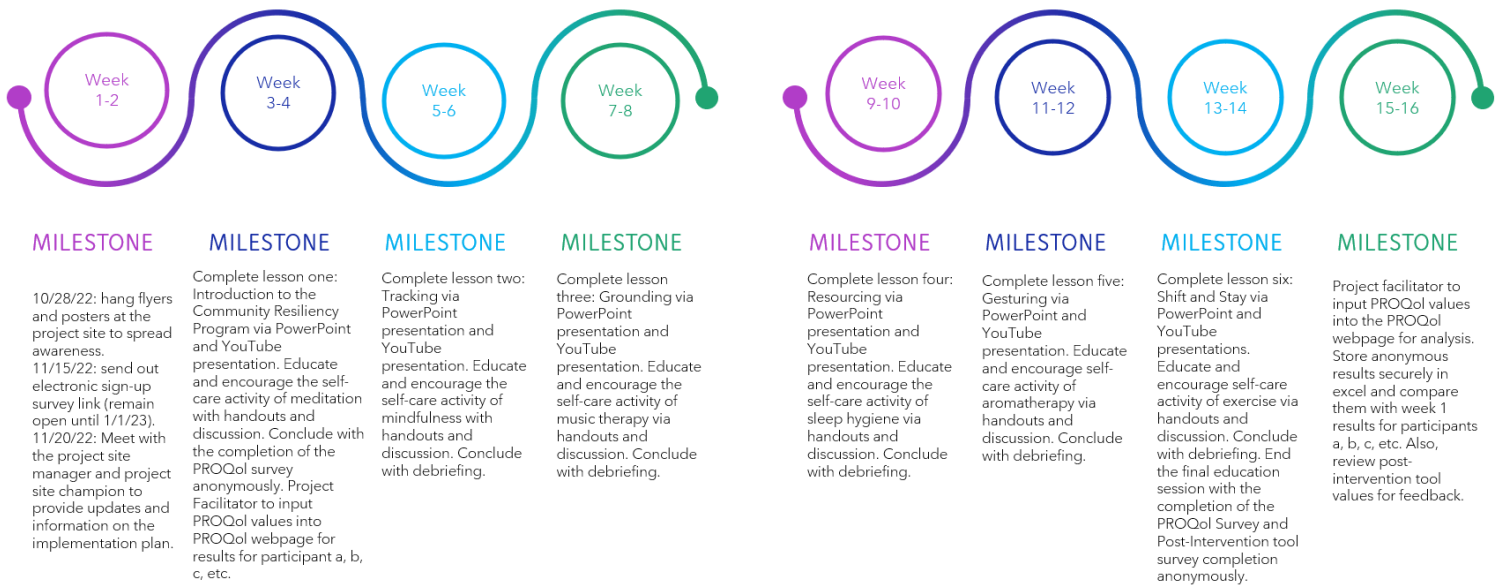 Week
1-2
Week
3-4
Week
5-6
Week
7-8
Week
9-10
Week
11-12
Week
13-14
Week
15-16
MILESTONE
10/28/22: hang flyers
and posters at the
project site to spread
awareness.
11/15/22: send out
electronic sign-up
survey link (remain
open until 1/1/23).
11/20/22: Meet with
the project site
manager and project
site champion to
provide updates and
information on the
implementation plan.
MILESTONE
Complete lesson one:
Introduction to the
Community Resiliency
Program via PowerPoint
and YouTube
presentation. Educate
and encourage the self-
care activity of meditation
with handouts and
discussion. Conclude with
the completion of the
PROQol survey
anonymously. Project
Facilitator to input
PROQol values into
PROQol webpage for
results for participant a, b,
c, etc.
MILESTONE
Complete lesson two:
Tracking via
PowerPoint
presentation and
YouTube
presentation. Educate
and encourage the
self-care activity of
mindfulness with
handouts and
discussion. Conclude
with debriefing.
MILESTONE
Complete lesson
three: Grounding via
PowerPoint
presentation and
YouTube
presentation. Educate
and encourage the
self-care activity of
music therapy via
handouts and
discussion. Conclude
with debriefing.
MILESTONE
Complete lesson four:
Resourcing via
PowerPoint
presentation and
YouTube
presentation. Educate
and encourage the
self-care activity of
sleep hygiene via
handouts and
discussion. Conclude
with debriefing.
MILESTONE
Complete lesson five:
Gesturing via
PowerPoint and
YouTube
presentation. Educate
and encourage self-
care activity of
aromatherapy via
handouts and
discussion. Conclude
with debriefing.
MILESTONE
Complete lesson six:
Shift and Stay via
PowerPoint and
YouTube
presentations.
Educate and
encourage self-care
activity of exercise via
handouts and
discussion. Conclude
with debriefing. End
the final education
session with the
completion of the
PROQol Survey and
Post-Intervention tool
survey completion
anonymously.
MILESTONE
Project facilitator to
input PROQol values
into the PROQol
webpage for analysis.
Store anonymous
results securely in
excel and compare
them with week 1
results for participants
a, b, c, etc. Also,
review post-
intervention tool
values for feedback.